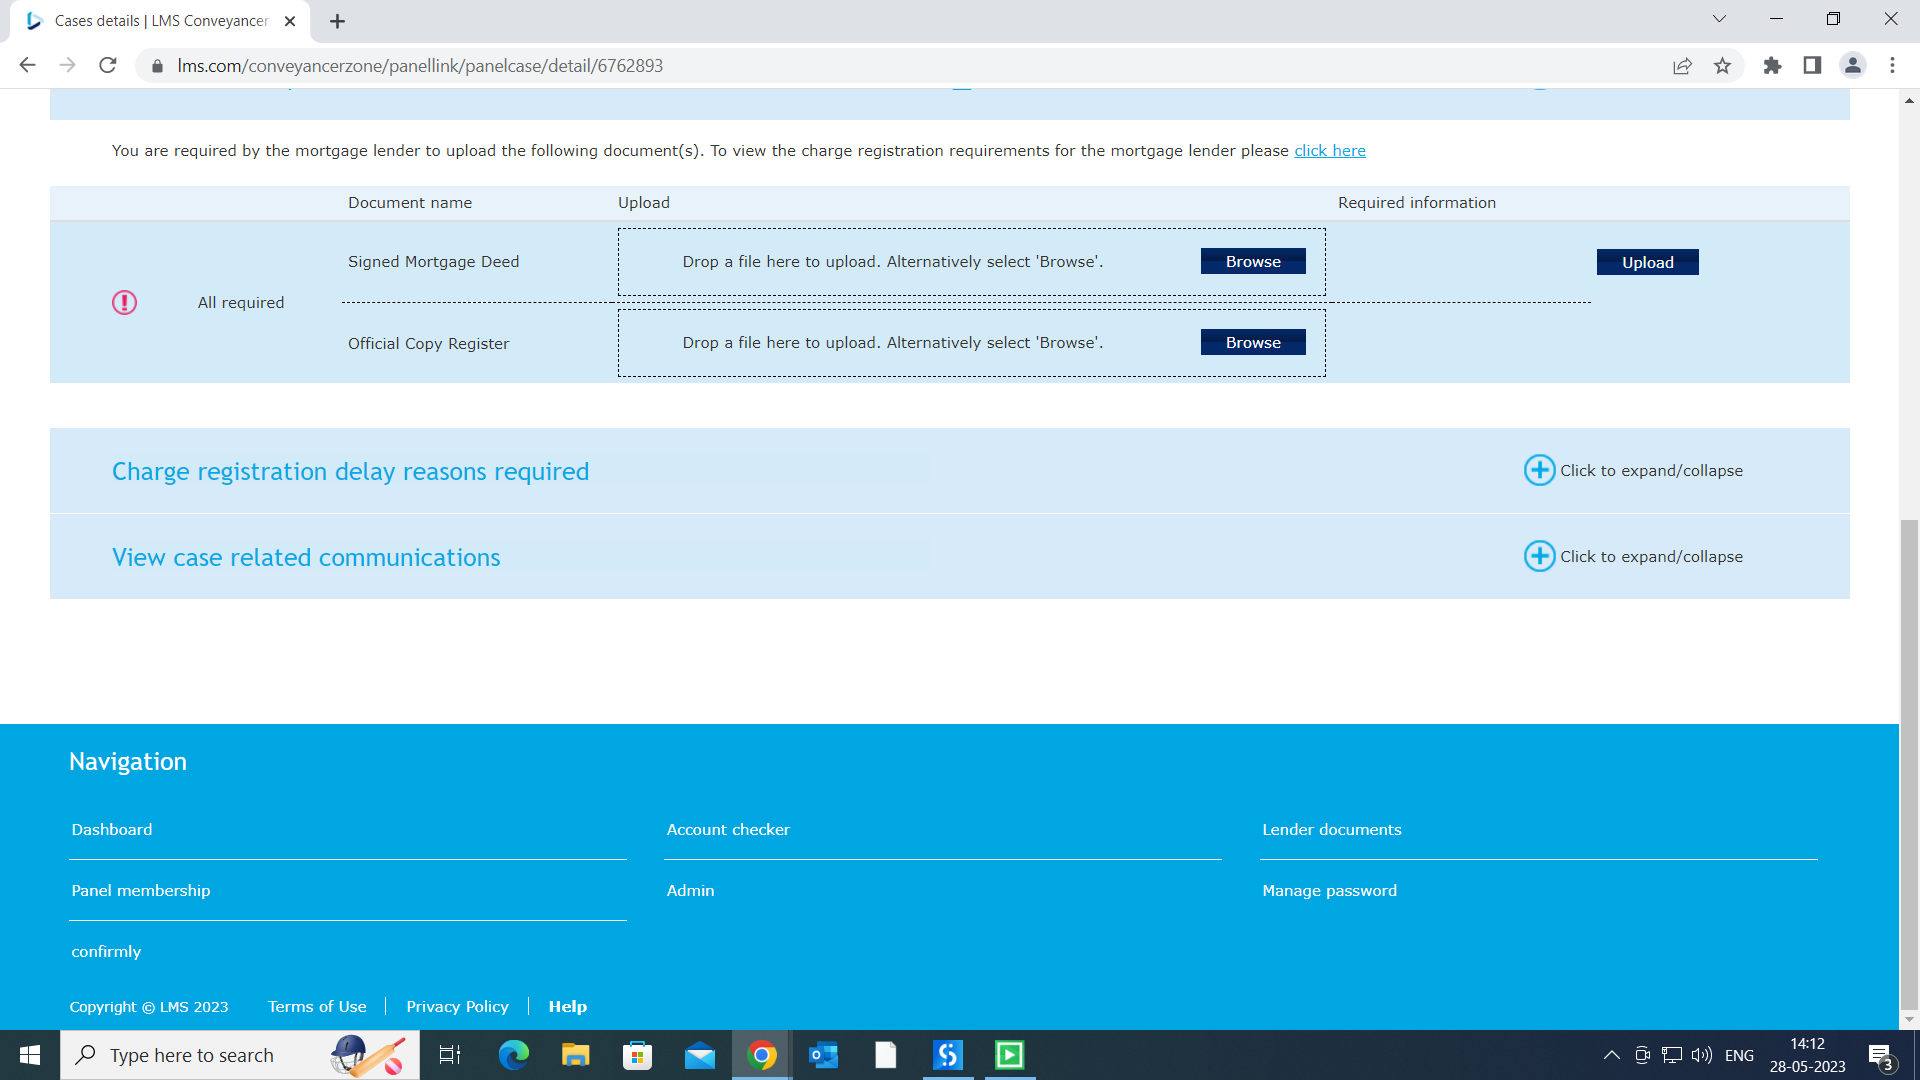 Cases details | LMS Conveyancer
lms.com/conveyancerzone/panellink/panelcase/detail/6762893
You are required by the mortgage lender to upload the following document(s). To view the charge registration requirements for the mortgage lender please click here
Document name Upload Required information
Signed Mortgage Deed Drop a file here to upload. Alternatively select 'Browse'. Browse Upload
All required
Official Copy Register Drop a file here to upload. Alternatively select 'Browse'. Browse
Charge registration delay reasons required Click to expand/collapse
View case related communications Click to expand/collapse
Navigation
Dashboard Account checker Lender documents
Panel membership Admin Manage password
confirmly
Copyright © LMS 2023 Terms of Use Privacy Policy Help
Type here to search ENG 14:12
28-05-2023 3